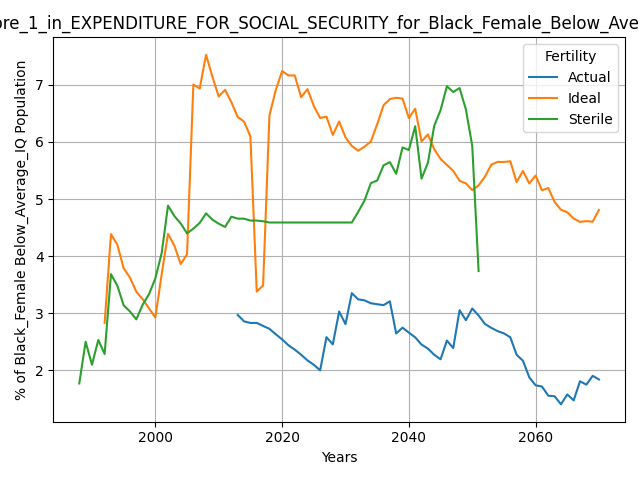 ore_1_in_EXPENDITURE_FOR_SOCIAL_SECURITY_for_Black_Female_Below_Ave
% of Black_Female Below_Average_IQ Population
7
6
5
4
3
2
Fertility
Actual
Ideal
Sterile
2000
2020
2040
2060
Years